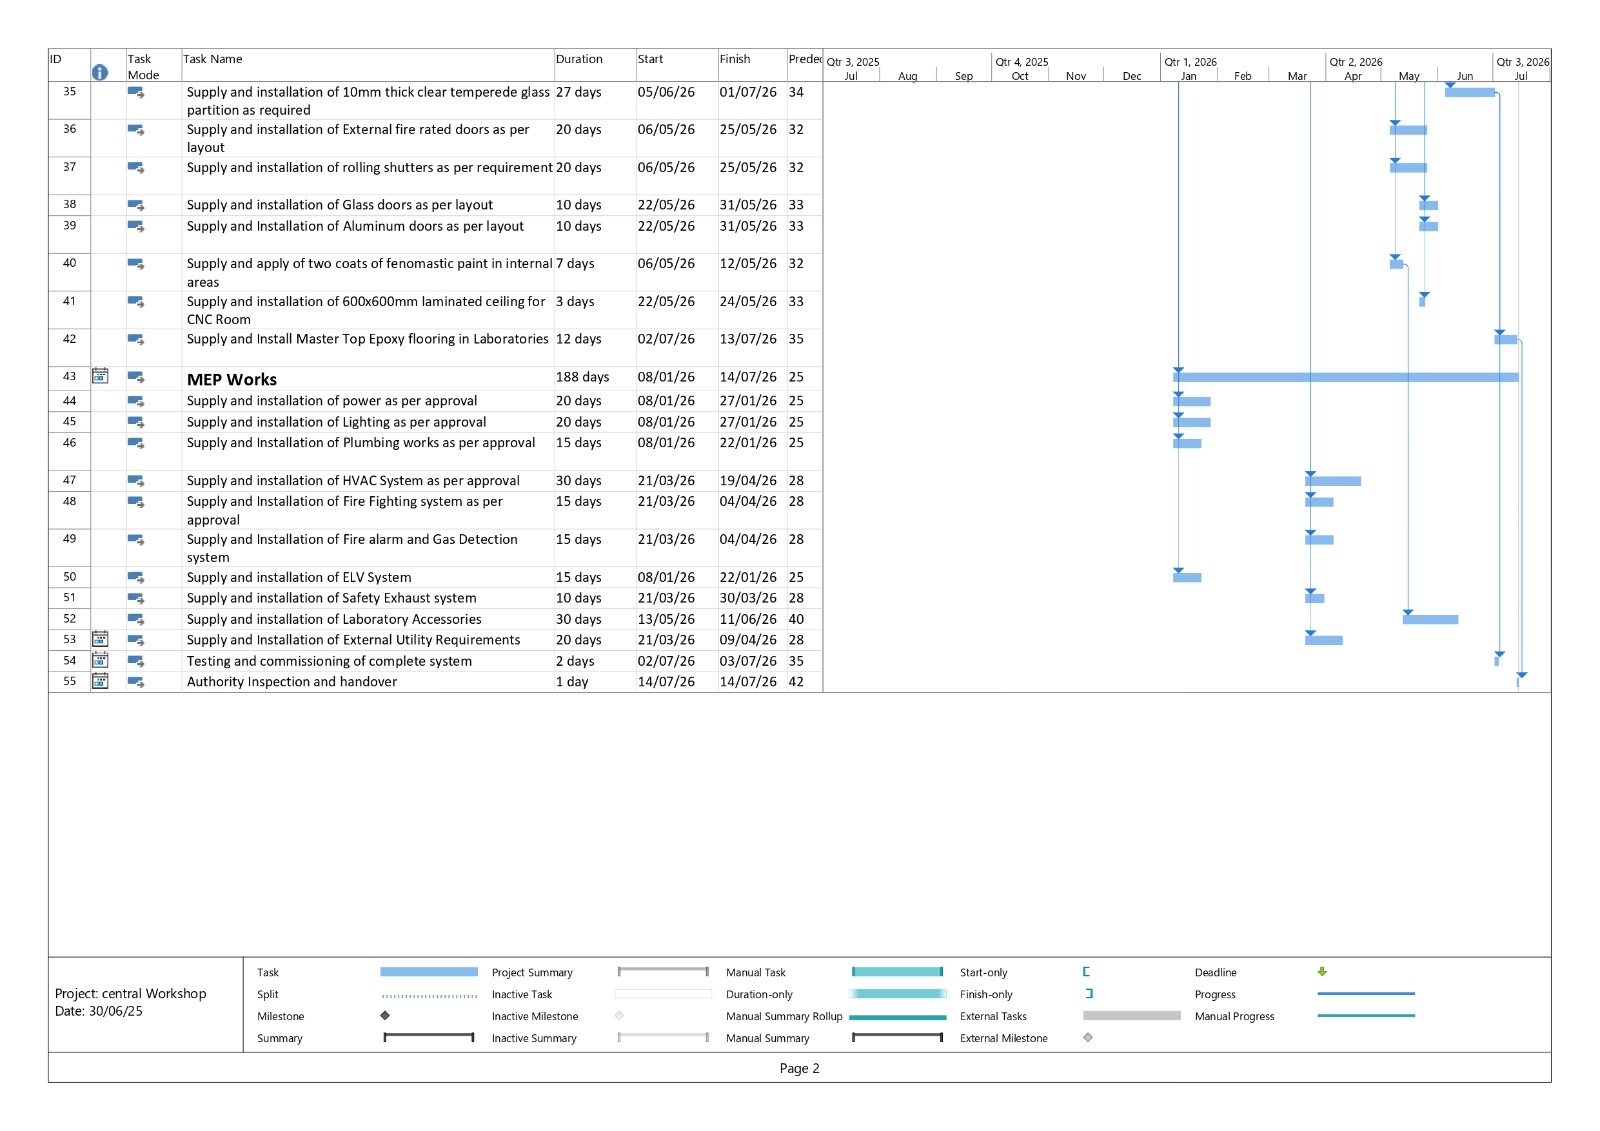 ID Task Mode Task Name Duration Start Finish Predec Qtr 3, 2025 Qtr 4, 2025 Qtr 1, 2026 Qtr 2, 2026 Qtr 3, 2026
Jul Aug Sep Oct Nov Dec Jan Feb Mar Apr May Jun Jul
35 Supply and installation of 10mm thick clear temperede glass 27 days 05/06/26 01/07/26 34
partition as required
36 Supply and installation of External fire rated doors as per 20 days 06/05/26 25/05/26 32
layout
37 Supply and installation of rolling shutters as per requirement 20 days 06/05/26 25/05/26 32
38 Supply and installation of Glass doors as per layout 10 days 22/05/26 31/05/26 33
39 Supply and Installation of Aluminum doors as per layout 10 days 22/05/26 31/05/26 33
40 Supply and apply of two coats of fenomastic paint in internal 7 days 06/05/26 12/05/26 32
areas
41 Supply and installation of 600x600mm laminated ceiling for 3 days 22/05/26 24/05/26 33
CNC Room
42 Supply and Install Master Top Epoxy flooring in Laboratories 12 days 02/07/26 13/07/26 35
43 MEP Works 188 days 08/01/26 14/07/26 25
44 Supply and installation of power as per approval 20 days 08/01/26 27/01/26 25
45 Supply and installation of Lighting as per approval 20 days 08/01/26 27/01/26 25
46 Supply and Installation of Plumbing works as per approval 15 days 08/01/26 22/01/26 25
47 Supply and installation of HVAC System as per approval 30 days 21/03/26 19/04/26 28
48 Supply and Installation of Fire Fighting system as per 15 days 21/03/26 04/04/26 28
approval
49 Supply and Installation of Fire alarm and Gas Detection 15 days 21/03/26 04/04/26 28
system
50 Supply and installation of ELV System 15 days 08/01/26 22/01/26 25
51 Supply and installation of Safety Exhaust system 10 days 21/03/26 30/03/26 28
52 Supply and installation of Laboratory Accessories 30 days 13/05/26 11/06/26 40
53 Supply and Installation of External Utility Requirements 20 days 21/03/26 09/04/26 28
54 Testing and commissioning of complete system 2 days 02/07/26 03/07/26 35
55 Authority Inspection and handover 1 day 14/07/26 14/07/26 42
Project: central Workshop
Date: 30/06/25
Task Project Summary Manual Task Start-only Deadline
Split Inactive Task Duration-only Finish-only Progress
Milestone Inactive Milestone Manual Summary Rollup External Tasks Manual Progress
Summary Inactive Summary Manual Summary External Milestone
Page 2